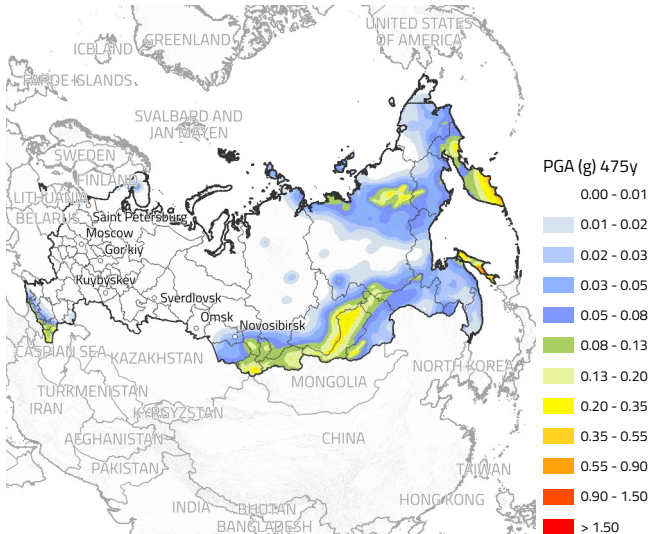 UNITED STATES
OF AMERICA
GREENLAND
ICELAND
FAROE ISLANDS
SVALBARD AND
JAN MAYEN
SWEDEN
FINLAND
LITHUANIA
BELARUS
Saint Petersburg
Moscow
Gor'kiy
Kuybyskev
Sverdlovsk
Omsk
Novosibirsk
CASPIAN SEA
KAZAKHSTAN
MONGOLIA
NORTH KOREA
TURKMENISTAN
IRAN
KYRGYZSTAN
AFGHANISTAN
CHINA
PAKISTAN
TAIWAN
INDIA
BHUTAN
HONG KONG
BANGLADESH
PGA (g) 475y
0.00 - 0.01
0.01 - 0.02
0.02 - 0.03
0.03 - 0.05
0.05 - 0.08
0.08 - 0.13
0.13 - 0.20
0.20 - 0.35
0.35 - 0.55
0.55 - 0.90
0.90 - 1.50
> 1.50